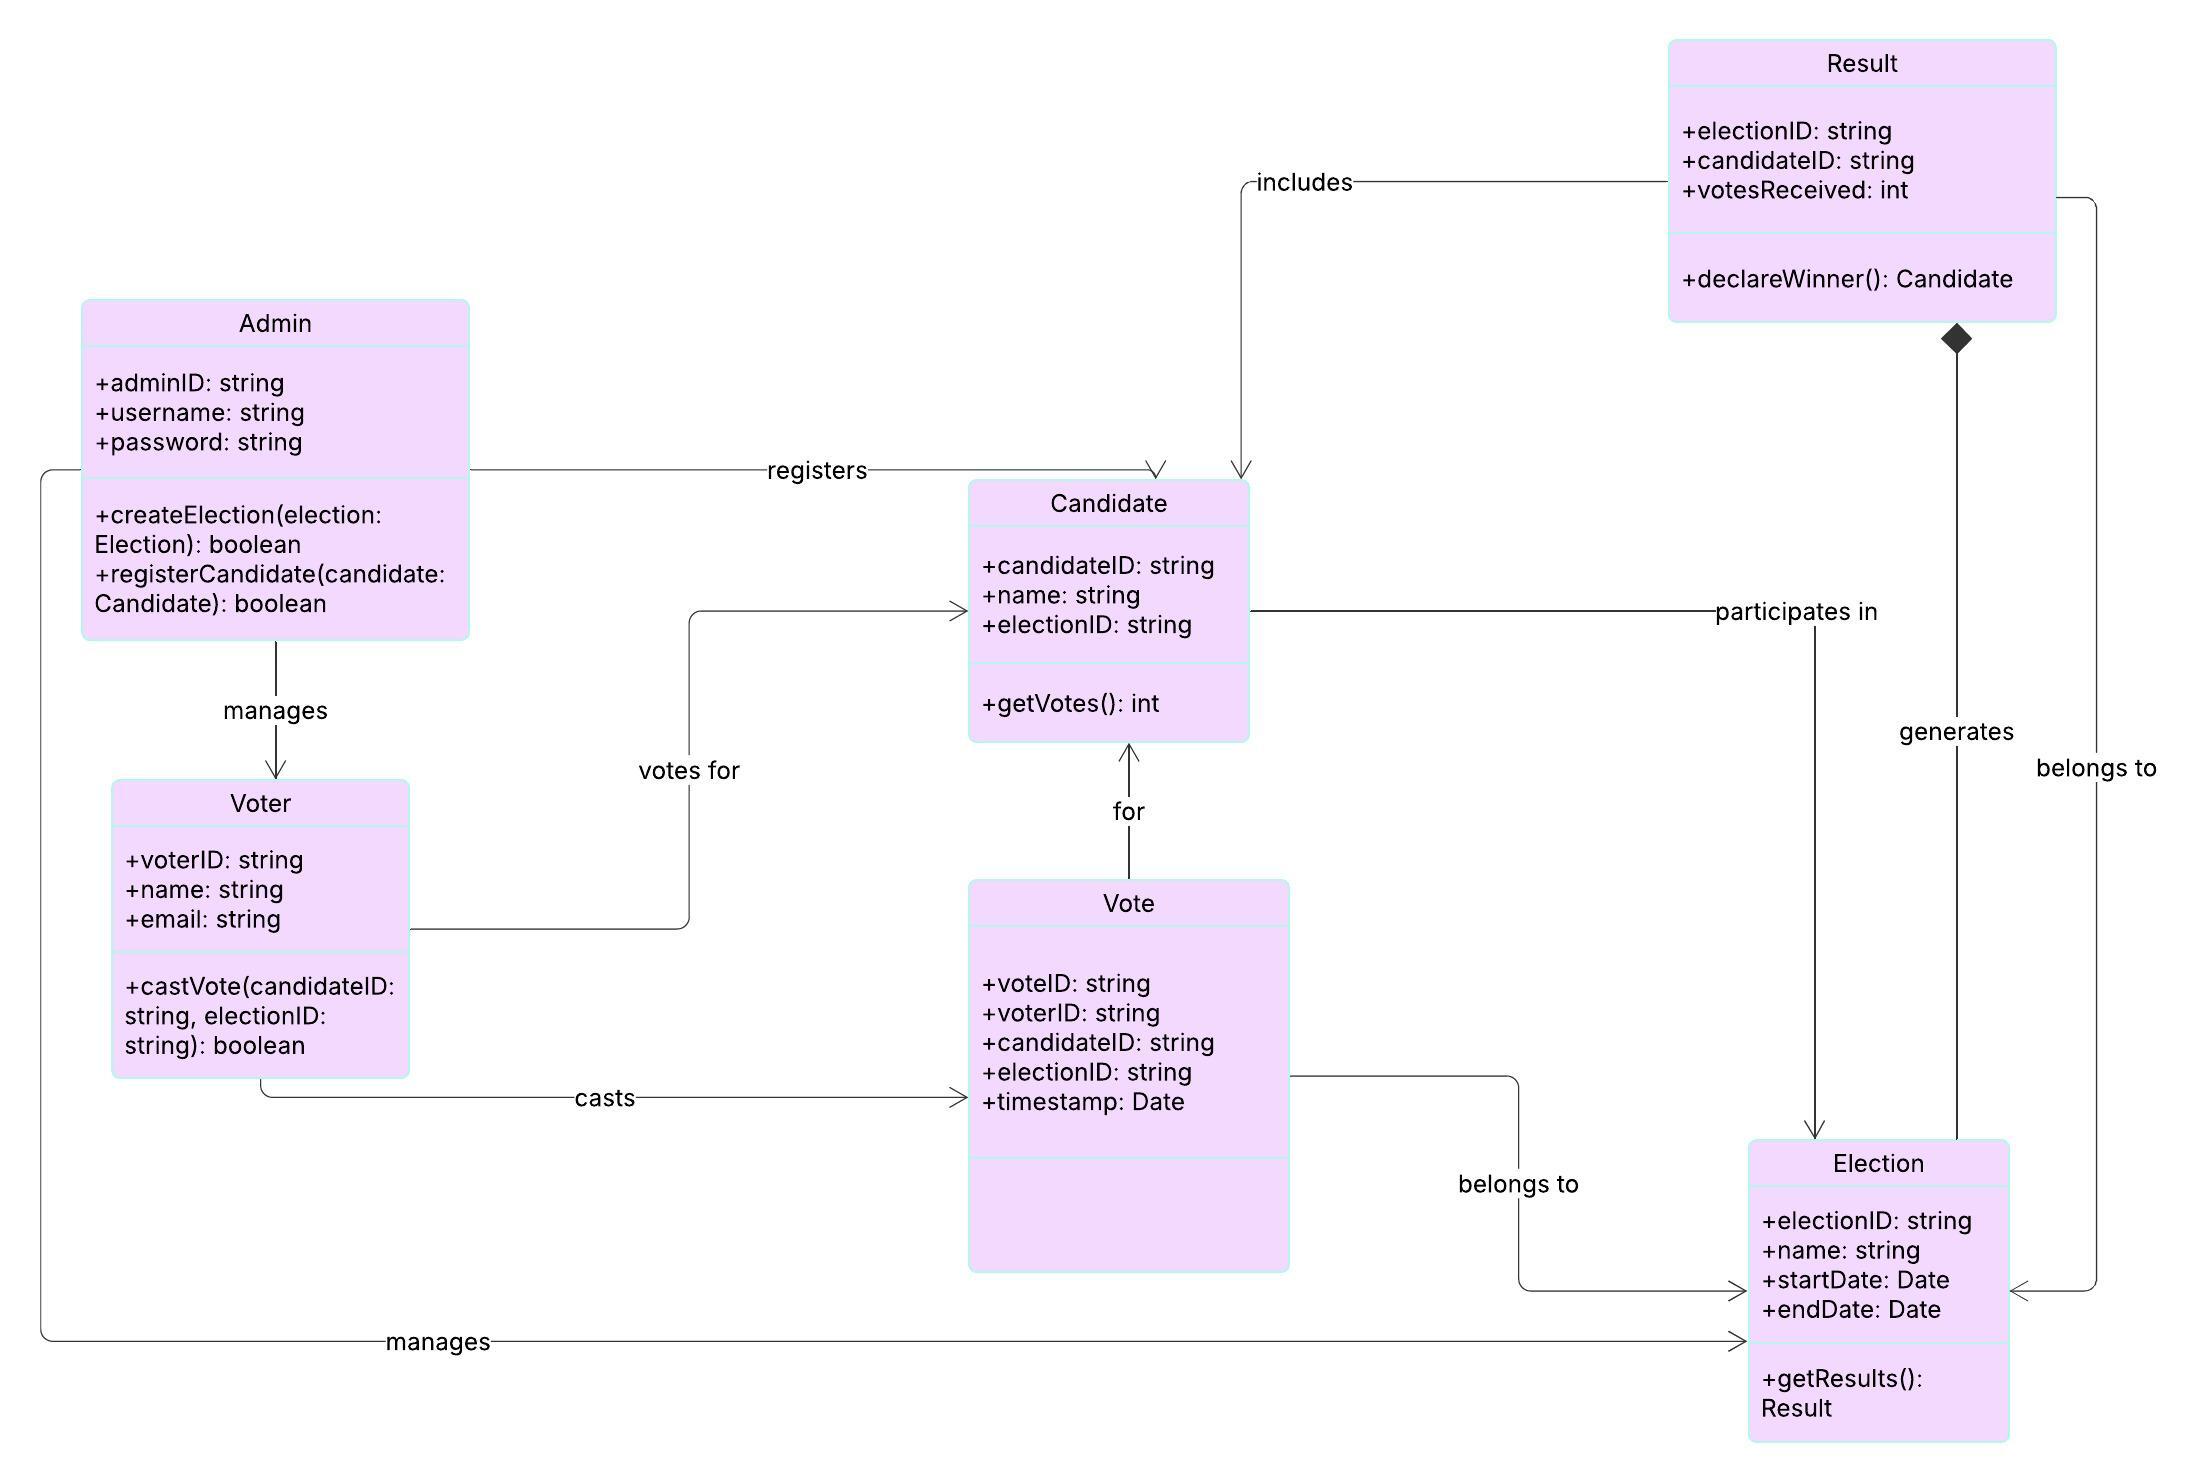 Result
+electionID: string
+candidateID: string
+votesReceived: int
+declareWinner(): Candidate
includes
Admin
+adminID: string
+username: string
+password: string
+createElection(election:
Election): boolean
+registerCandidate(candidate:
Candidate): boolean
registers
Candidate
+candidateID: string
+name: string
+electionID: string
+getVotes(): int
participates in
manages
votes for
generates
belongs to
for
Voter
+voterID: string
+name: string
+email: string
+castVote(candidateID:
string, electionID:
string): boolean
casts
Vote
+voteID: string
+voterID: string
+candidateID: string
+electionID: string
+timestamp: Date
belongs to
Election
+electionID: string
+name: string
+startDate: Date
+endDate: Date
+getResults():
Result
manages